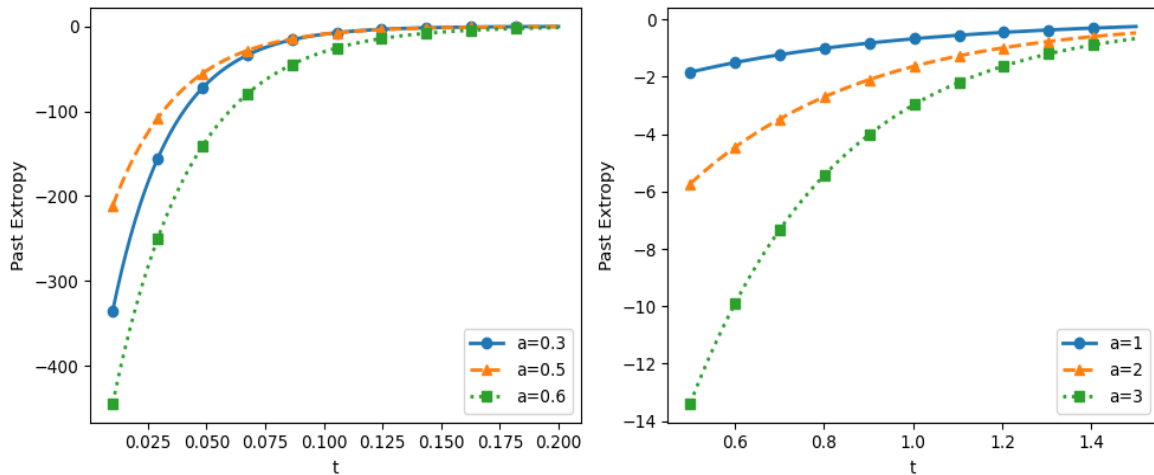 0
−100
−200
−300
−400
Past Extropy
0.025 0.050 0.075 0.100 0.125 0.150 0.175 0.200
t
a=0.3
a=0.5
a=0.6
0
−2
−4
−6
−8
−10
−12
−14
Past Extropy
0.6 0.8 1.0 1.2 1.4
t
a=1
a=2
a=3